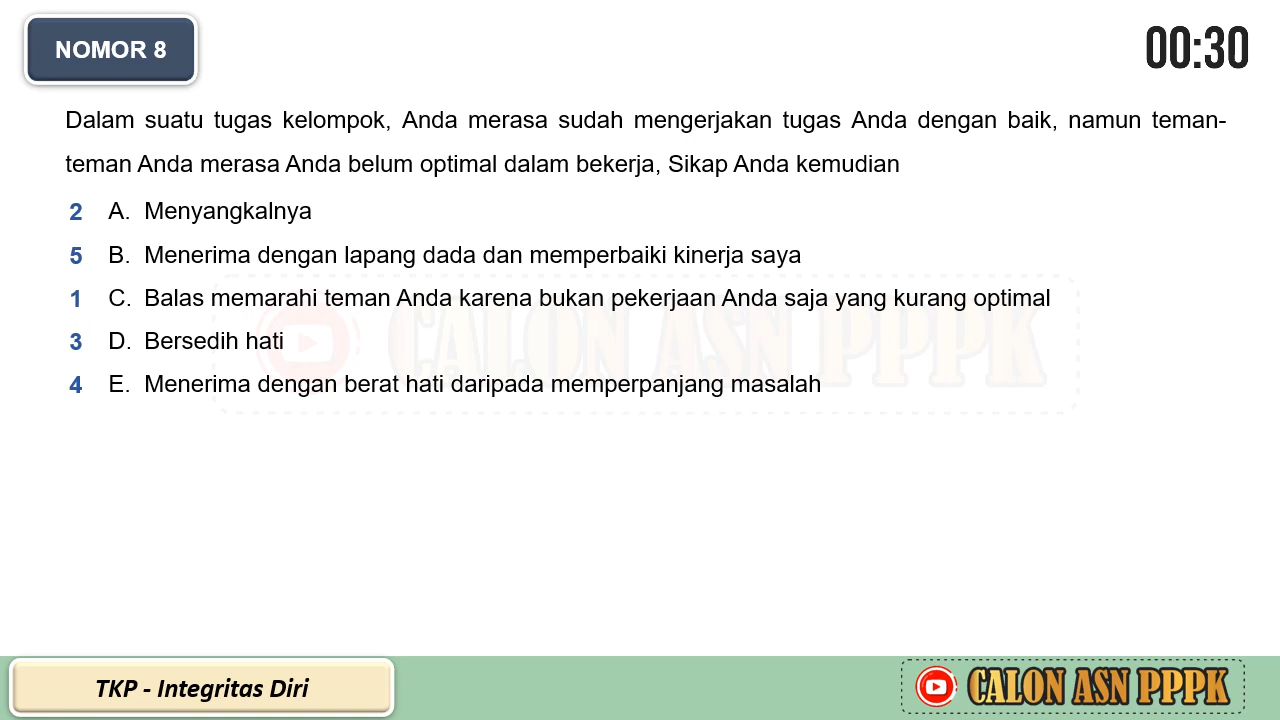 NOMOR 8
00:30
Dalam suatu tugas kelompok, Anda merasa sudah mengerjakan tugas Anda dengan baik, namun teman-
teman Anda merasa Anda belum optimal dalam bekerja, Sikap Anda kemudian
2 A. Menyangkalnya
5 B. Menerima dengan lapang dada dan memperbaiki kinerja saya
1 C. Balas memarahi teman Anda karena bukan pekerjaan Anda saja yang kurang optimal
3 D. Bersedih hati
4 E. Menerima dengan berat hati daripada memperpanjang masalah
CALON ASN PPPK
TKP - Integritas Diri
CALON ASN PPPK